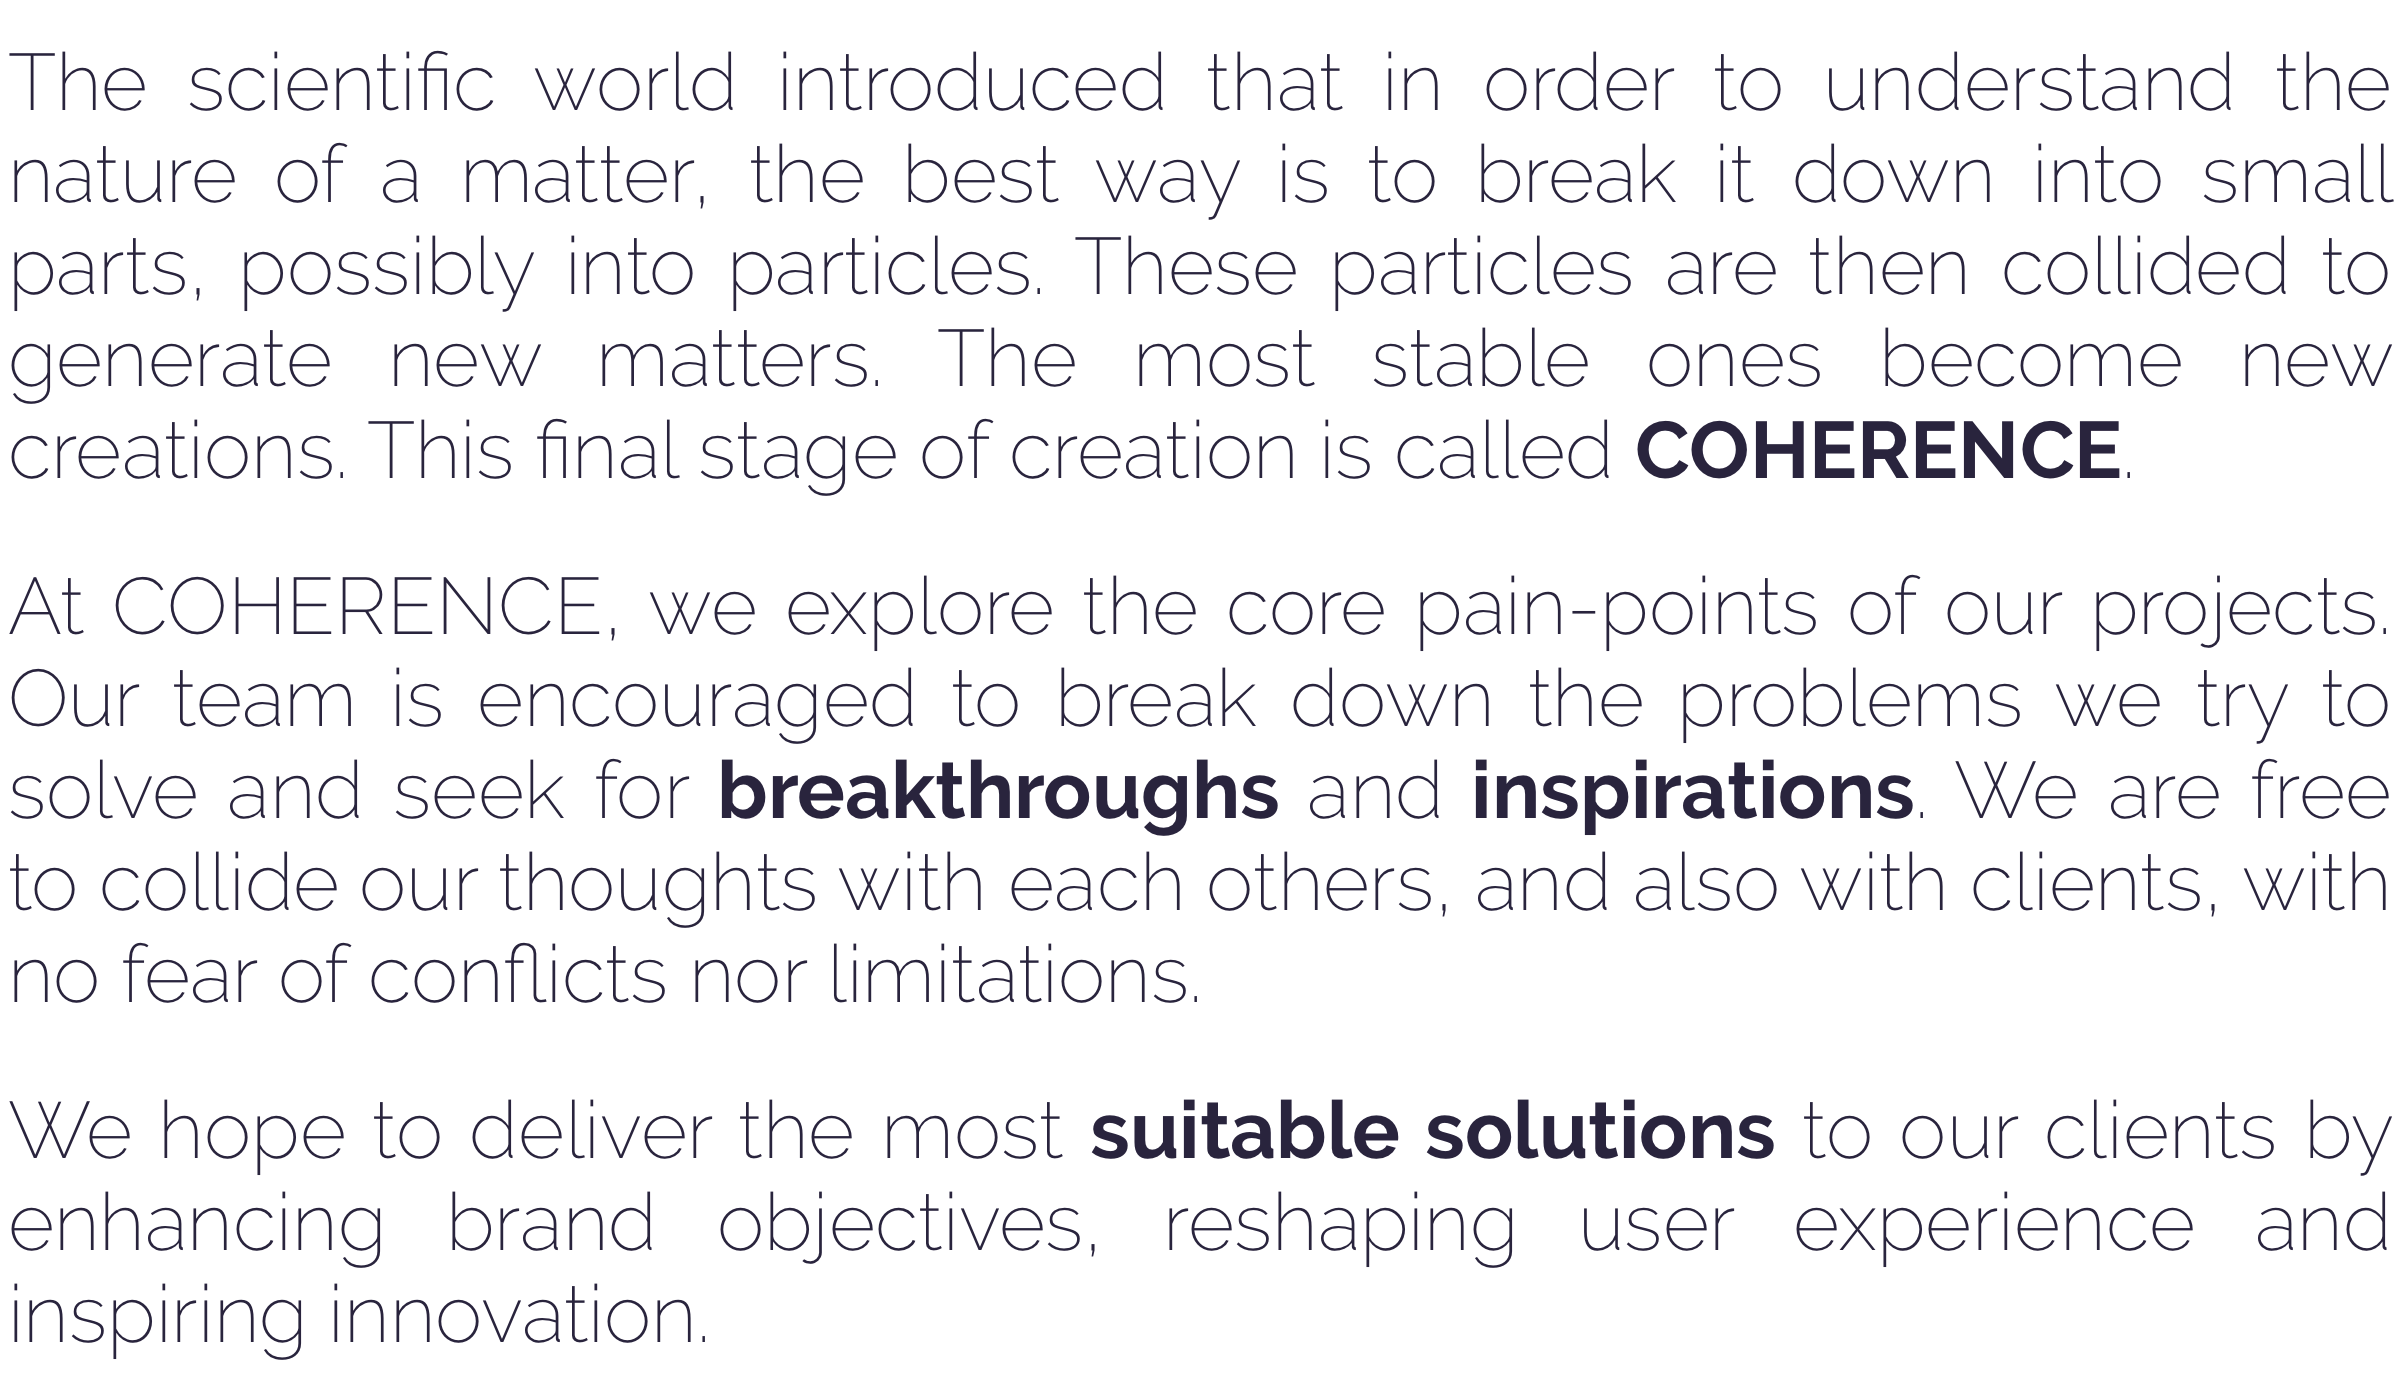 The scientific world introduced that in order to understand the
nature of a matter, the best way is to break it down into small
parts, possibly into particles. These particles are then collided to
generate new matters. The most stable ones become new
creations. This final stage of creation is called COHERENCE.
At COHERENCE, we explore the core pain-points of our projects.
Our team is encouraged to break down the problems we try to
solve and seek for breakthroughs and inspirations. We are free
to collide our thoughts with each others, and also with clients, with
no fear of conflicts nor limitations.
We hope to deliver the most suitable solutions to our clients by
enhancing brand objectives, reshaping user experience and
inspiring innovation.